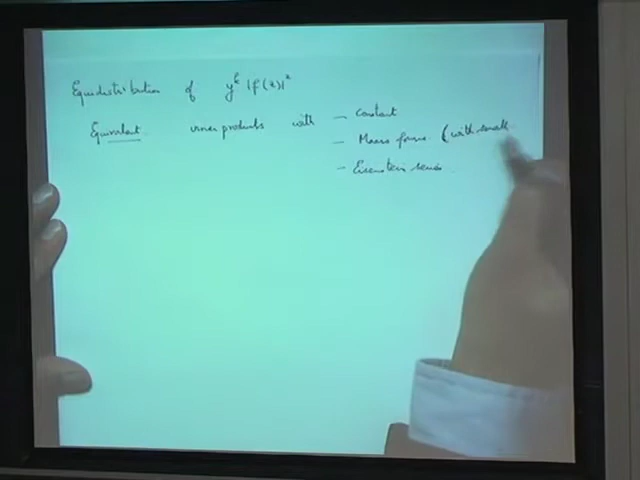 Equidistribution of y^k |f(z)|^2
Equivalent inner products with – constant
– Maass forms (with small
– Eisenstein series.